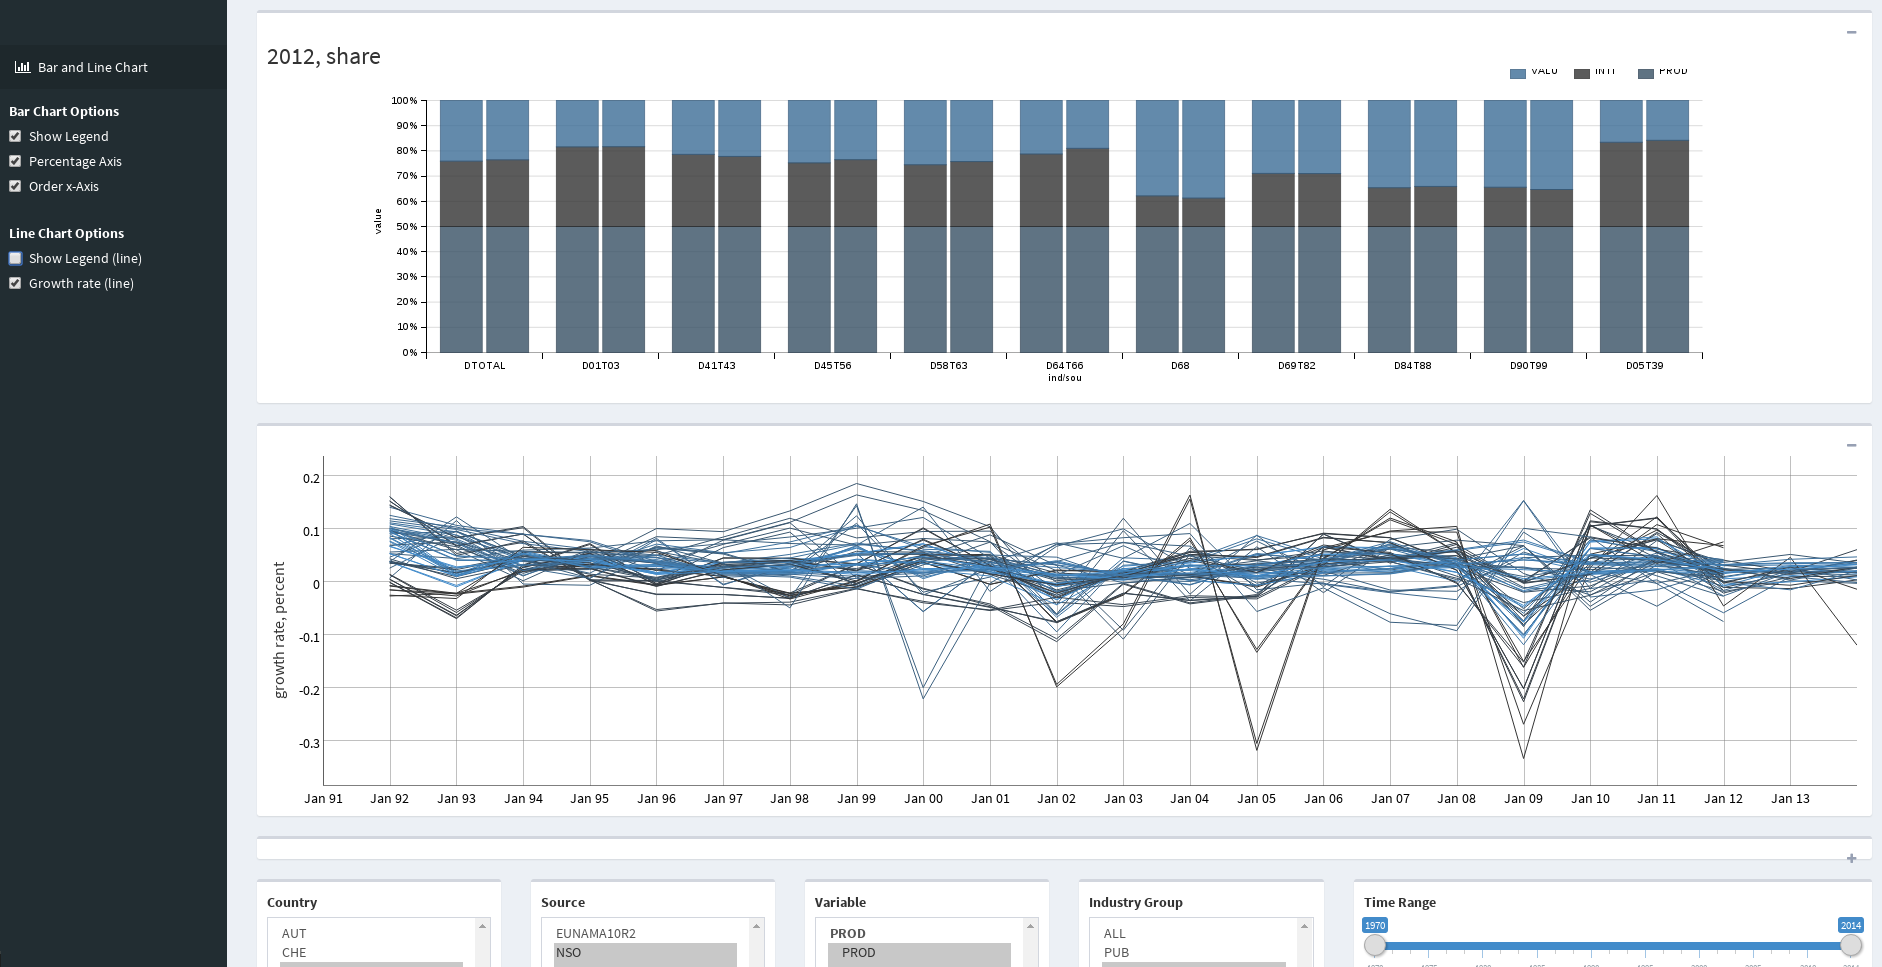 Bar and Line Chart
Bar Chart Options
Show Legend
Percentage Axis
Order x-Axis
Line Chart Options
Show Legend (line)
Growth rate (line)
2012, share
VALU INTI PROD
100%
90%
80%
70%
60%
50%
40%
30%
20%
10%
0%
value
DTOTAL D01T03 D41T43 D45T56 D58T63 D64T66 D68 D69T82 D84T88 D90T99 D05T39
ind/sou
0.2
0.1
0
-0.1
-0.2
-0.3
growth rate, percent
Jan 91 Jan 92 Jan 93 Jan 94 Jan 95 Jan 96 Jan 97 Jan 98 Jan 99 Jan 00 Jan 01 Jan 02 Jan 03 Jan 04 Jan 05 Jan 06 Jan 07 Jan 08 Jan 09 Jan 10 Jan 11 Jan 12 Jan 13
Country
AUT
CHE
Source
EUNAMA10R2
NSO
Variable
PROD
PROD
Industry Group
ALL
PUB
Time Range
1970 2014